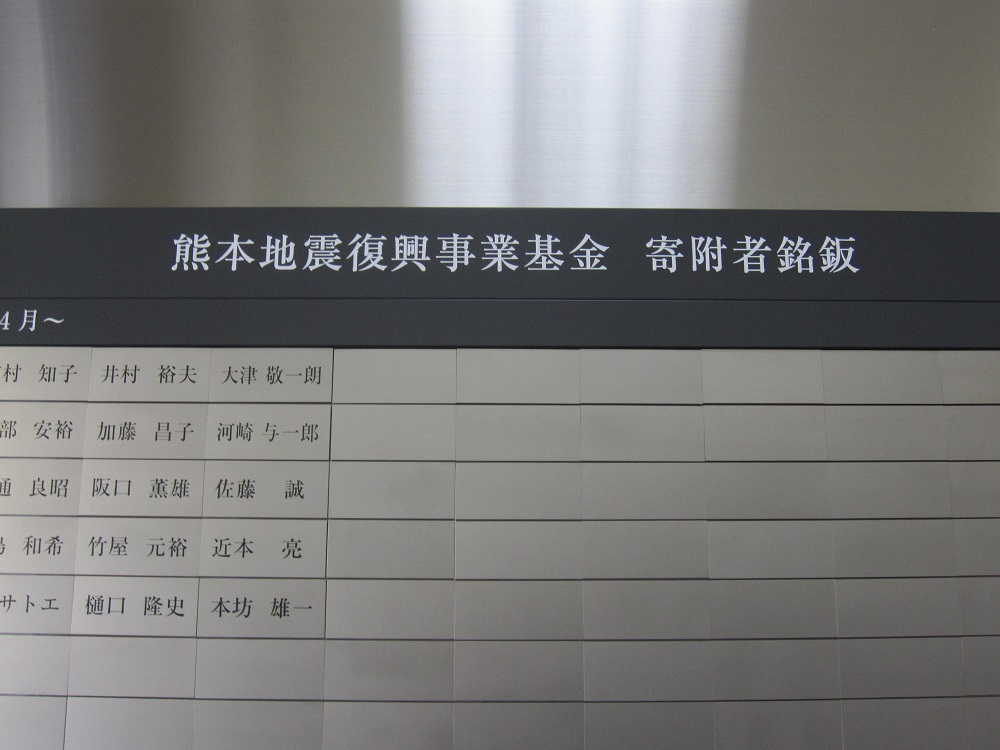 熊本地震復興事業基金 寄附者銘鈑
4月～
村 知子 井村 裕夫 大津 敬一朗
部 安裕 加藤 昌子 河崎 与一郎
通 良昭 阪口 薫雄 佐藤 誠
和希 竹屋 元裕 近本 亮
サトエ 樋口 隆史 本坊 雄一